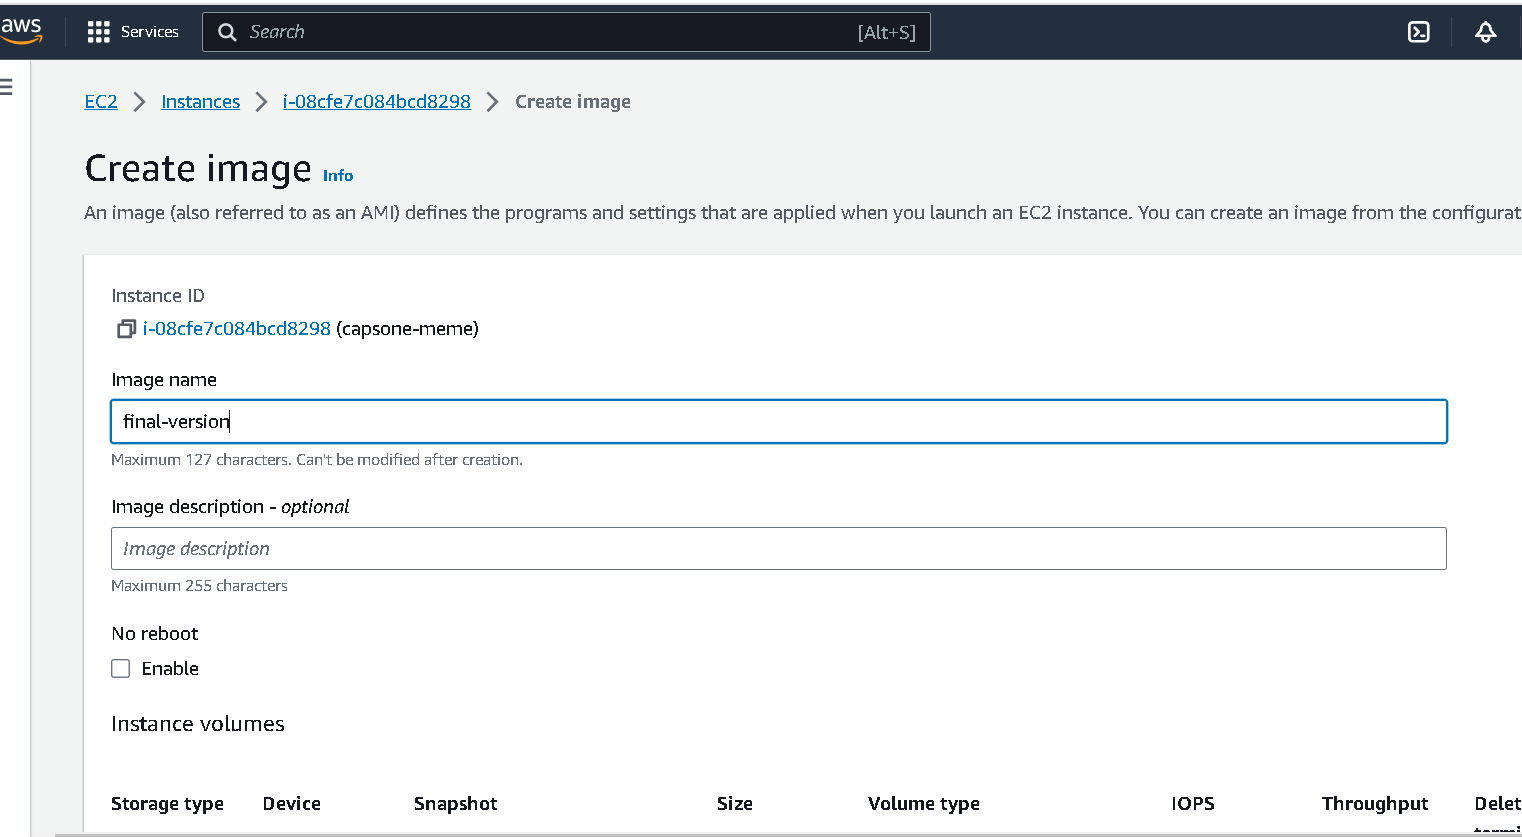 aws Services Search [Alt+S]
EC2 Instances i-08cfe7c084bcd8298 Create image
Create image Info
An image (also referred to as an AMI) defines the programs and settings that are applied when you launch an EC2 instance. You can create an image from the configurat
Instance ID
i-08cfe7c084bcd8298 (capsone-meme)
Image name
final-version
Maximum 127 characters. Can't be modified after creation.
Image description - optional
Image description
Maximum 255 characters
No reboot
Enable
Instance volumes
Storage type Device Snapshot Size Volume type IOPS Throughput Delet